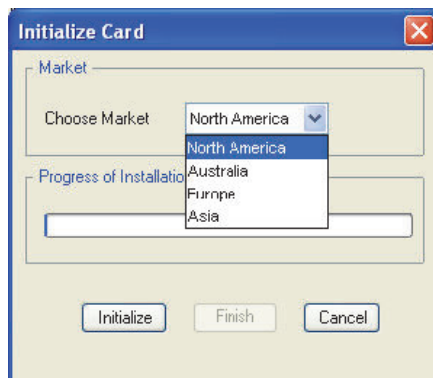 Initialize Card
Market
Choose Market North America
North America
Australia
Europe
Asia
Progress of Installatio
Initialize Finish Cancel